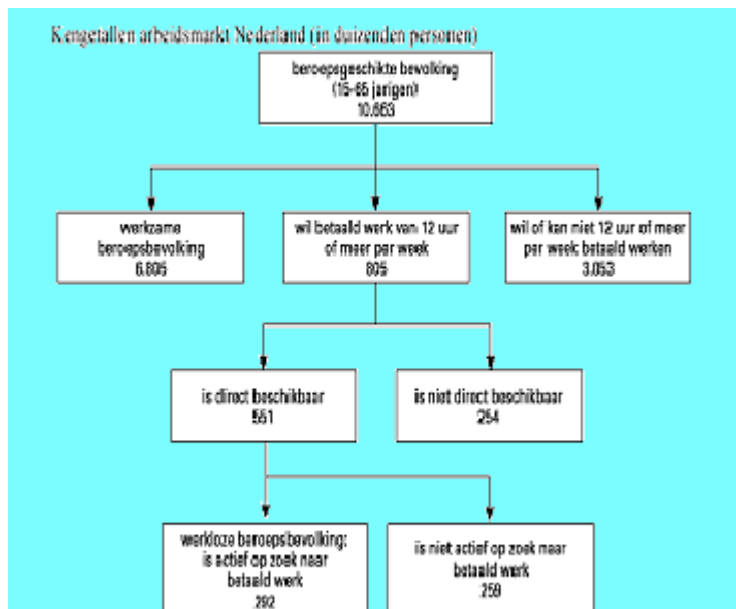 Kengetallen arbeidsmarkt Nederland (in duizenden personen)
beroepsgeschikte bevolking
(15-65 jarigen)
10.653
werkzame
beroepsbevolking
6.895
wil betaald werk van 12 uur
of meer per week
805
wil of kan niet 12 uur of meer
per week betaald werken
3.053
is direct beschikbaar
551
is niet direct beschikbaar
254
werkloze beroepsbevolking:
is actief op zoek naar
betaald werk
292
is niet actief op zoek naar
betaald werk
259